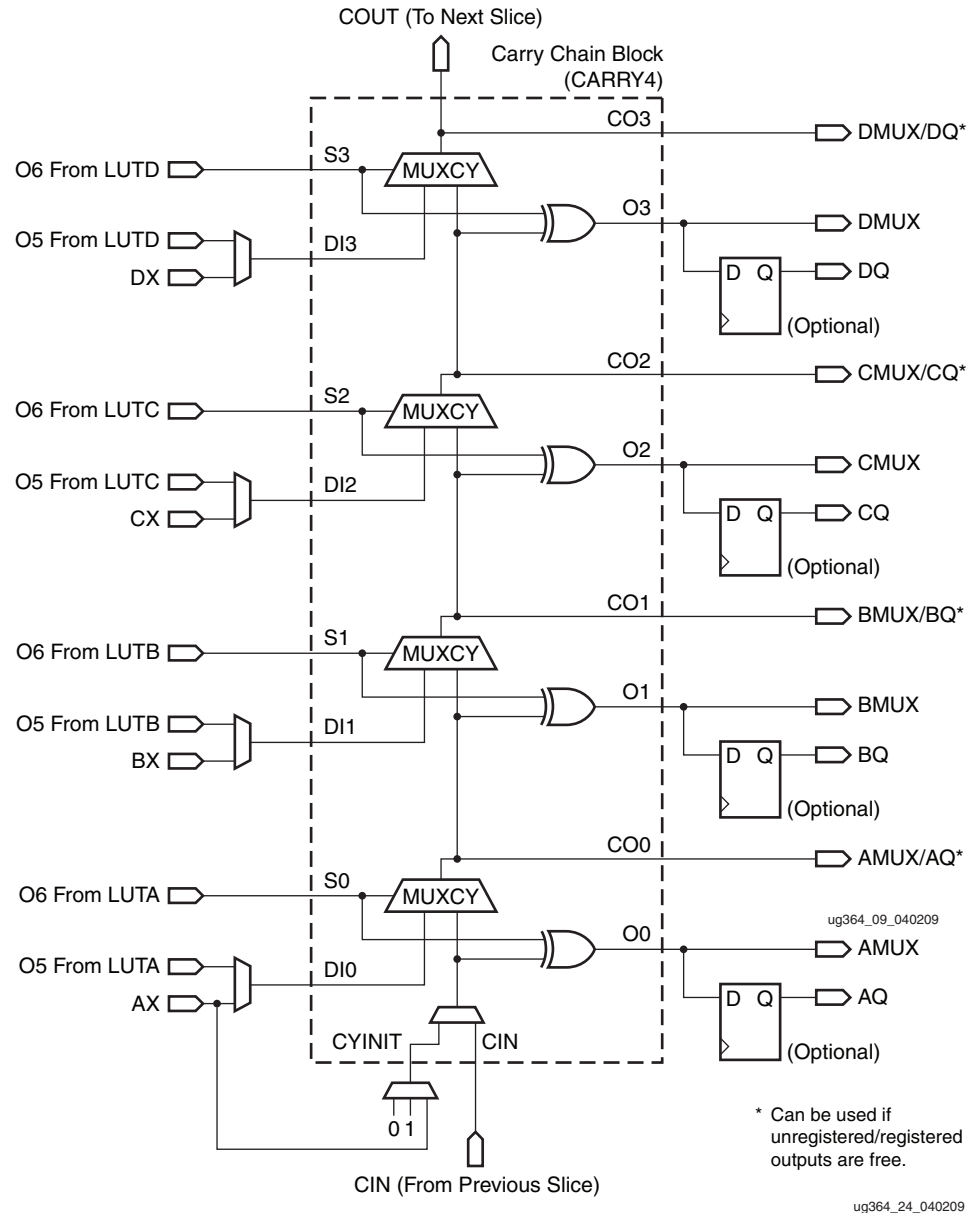 COUT (To Next Slice)
Carry Chain Block
(CARRY4)
CO3
DMUX/DQ*
O6 From LUTD
S3
MUXCY
O3
DMUX
O5 From LUTD
DI3
DX
D Q
DQ
(Optional)
CO2
CMUX/CQ*
O6 From LUTC
S2
MUXCY
O2
CMUX
O5 From LUTC
DI2
CX
D Q
CQ
(Optional)
CO1
BMUX/BQ*
O6 From LUTB
S1
MUXCY
O1
BMUX
O5 From LUTB
DI1
BX
D Q
BQ
(Optional)
CO0
AMUX/AQ*
O6 From LUTA
S0
MUXCY
ug364_09_040209
O0
AMUX
O5 From LUTA
DI0
AX
D Q
AQ
CYINIT
CIN
(Optional)
0 1
* Can be used if
unregistered/registered
outputs are free.
CIN (From Previous Slice)
ug364_24_040209